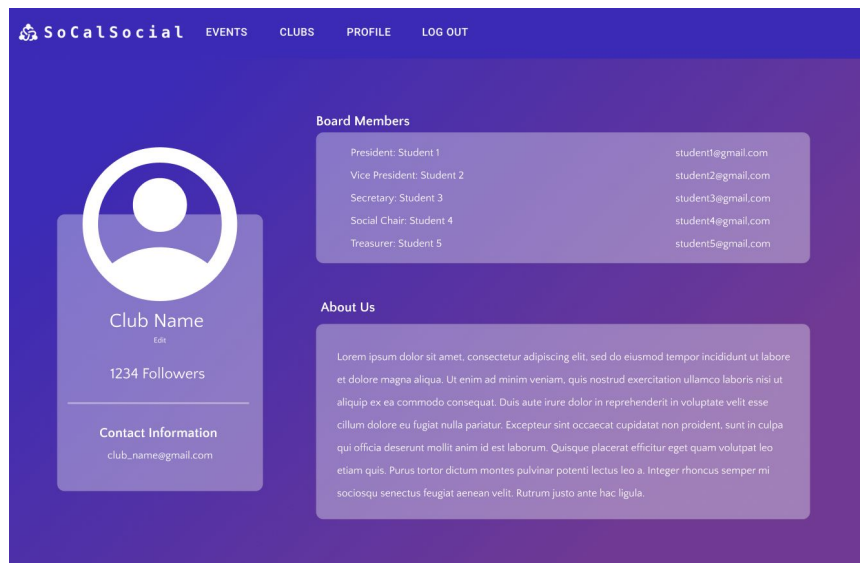 SoCalSocial EVENTS CLUBS PROFILE LOG OUT
Club Name
Edit
1234 Followers
Contact Information
club_name@gmail.com
Board Members
President: Student 1 student1@gmail.com
Vice President: Student 2 student2@gmail,com
Secretary: Student 3 student3@gmail,com
Social Chair: Student 4 student4@gmail,com
Treasurer: Student 5 student5@gmail,com
About Us
Lorem ipsum dolor sit amet, consectetur adipiscing elit, sed do eiusmod tempor incididunt ut labore
et dolore magna aliqua. Ut enim ad minim veniam, quis nostrud exercitation ullamco laboris nisi ut
aliquip ex ea commodo consequat. Duis aute irure dolor in reprehenderit in voluptate velit esse
cillum dolore eu fugiat nulla pariatur. Excepteur sint occaecat cupidatat non proident, sunt in culpa
qui officia deserunt mollit anim id est laborum. Quisque placerat efficitur eget quam volutpat leo
etiam quis. Purus tortor dictum montes pulvinar potenti lectus leo a. Integer rhoncus semper mi
sociosqu senectus feugiat aenean velit. Rutrum justo ante hac ligula.